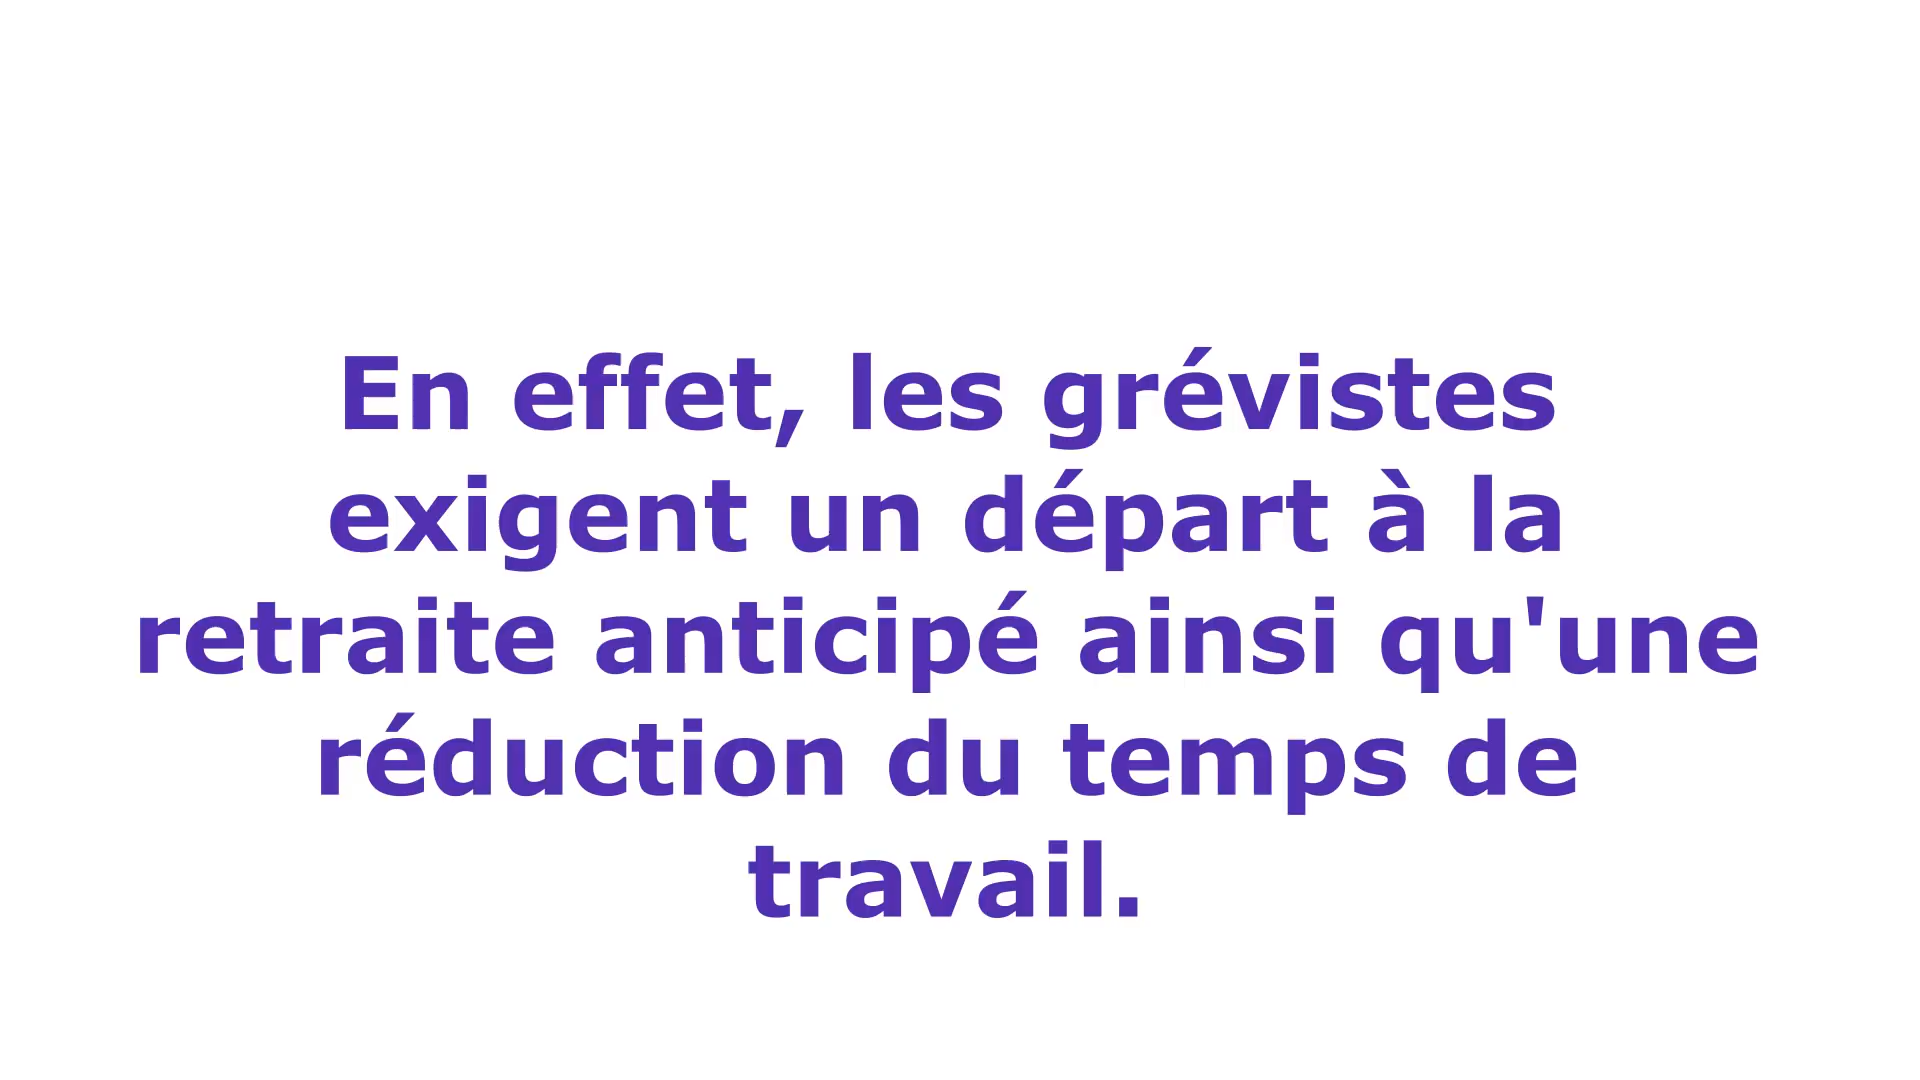 En effet, les grévistes
exigent un départ à la
retraite anticipé ainsi qu'une
réduction du temps de
travail.